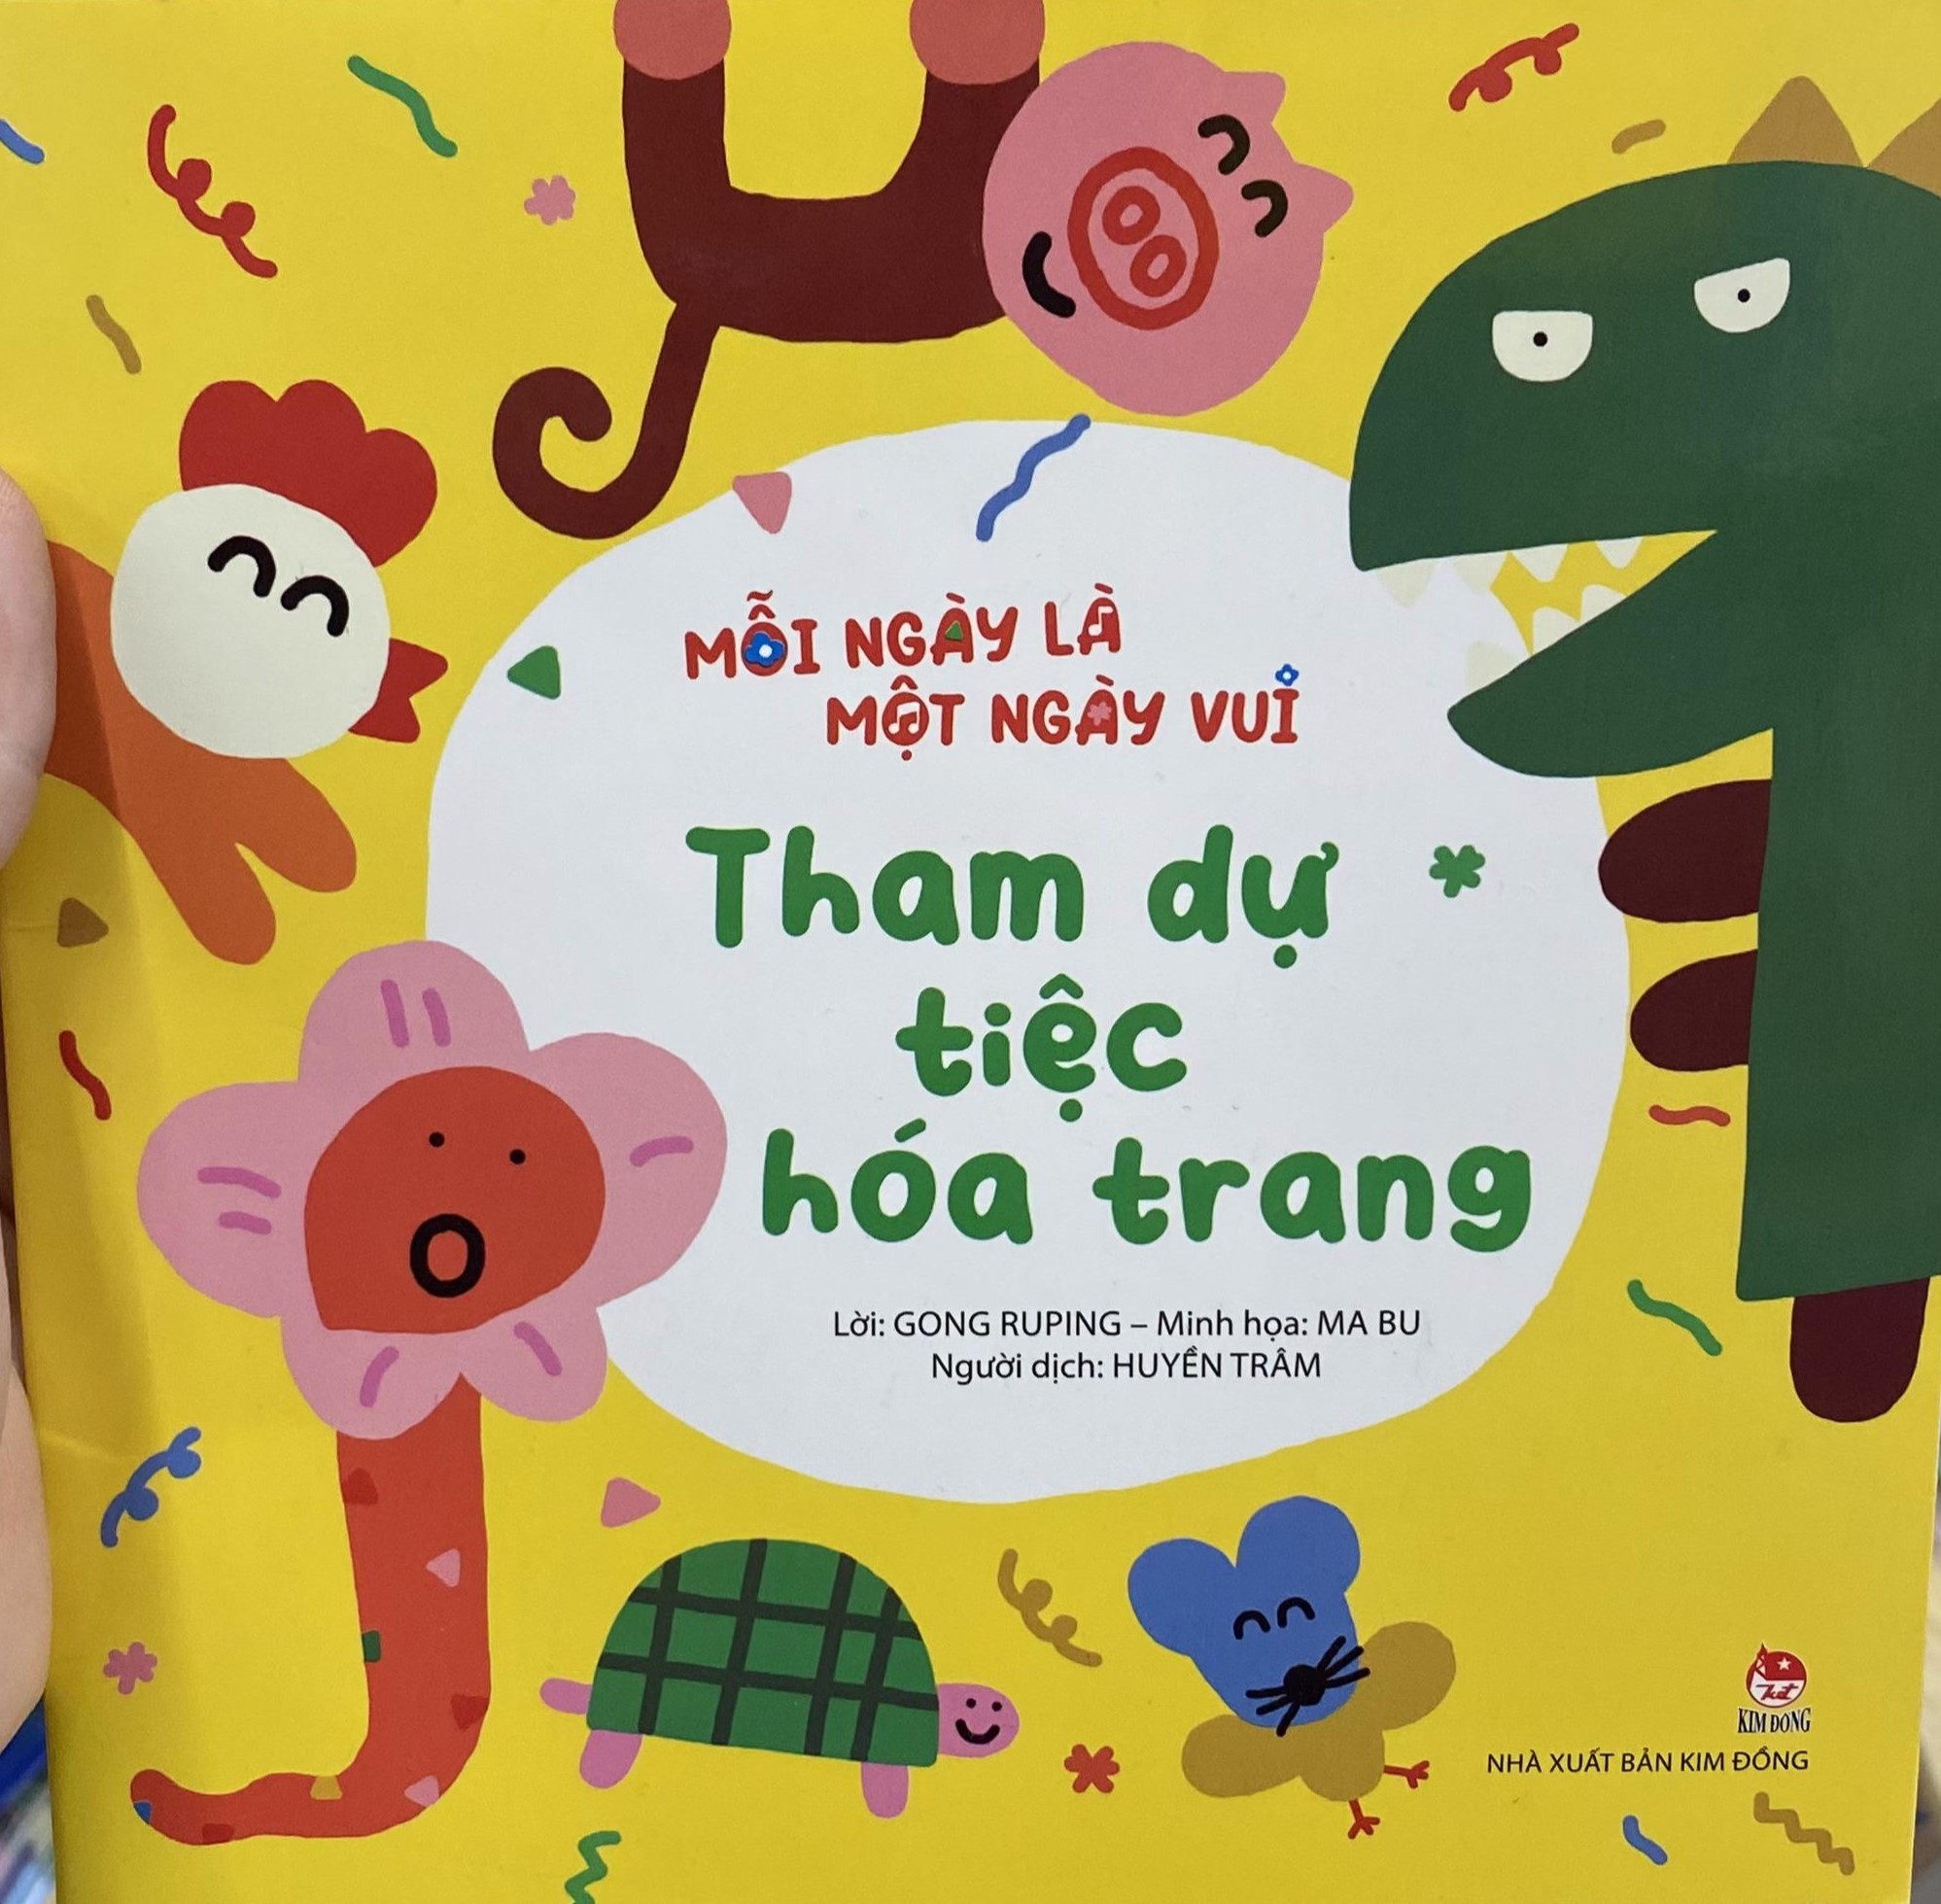 MỖI NGÀY LÀ
MỘT NGÀY VUI
Tham dự
tiệc
hóa trang
Lời: GONG RUPING – Minh họa: MA BU
Người dịch: HUYỀN TRÂM
KIM ĐỒNG
NHÀ XUẤT BẢN KIM ĐỒNG